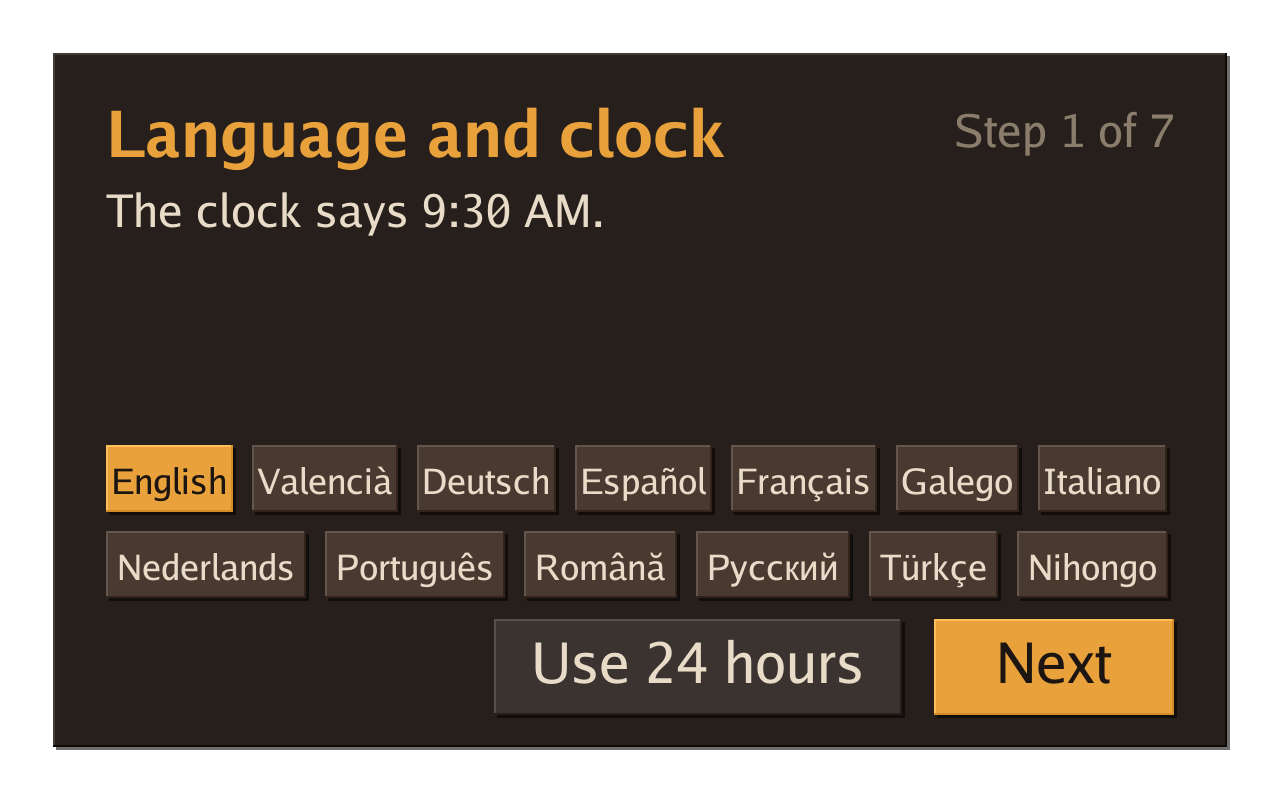 Language and clock
Step 1 of 7
The clock says 9:30 AM.
English Valencià Deutsch Español Français Galego Italiano
Nederlands Português Română Русский Türkçe Nihongo
Use 24 hours Next